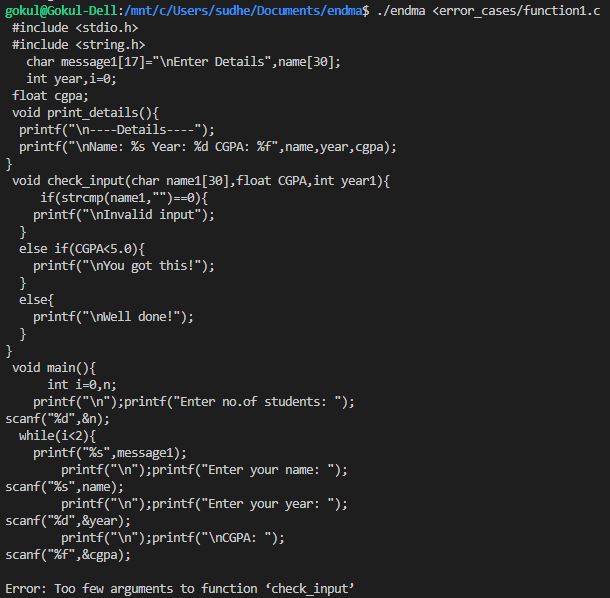 gokul@Gokul-Dell:/mnt/c/Users/sudhe/Documents/endma$ ./endma <error_cases/function1.c
#include <stdio.h>
#include <string.h>
char message1[17]="\nEnter Details",name[30];
int year,i=0;
float cgpa;
void print_details(){
printf("\n----Details----");
printf("\nName: %s Year: %d CGPA: %f",name,year,cgpa);
}
void check_input(char name1[30],float CGPA,int year1){
if(strcmp(name1,"")==0){
printf("\nInvalid input");
}
else if(CGPA<5.0){
printf("\nYou got this!");
}
else{
printf("\nWell done!");
}
}
void main(){
int i=0,n;
printf("\n");printf("Enter no.of students: ");
scanf("%d",&n);
while(i<2){
printf("%s",message1);
printf("\n");printf("Enter your name: ");
scanf("%s",name);
printf("\n");printf("Enter your year: ");
scanf("%d",&year);
printf("\n");printf("\nCGPA: ");
scanf("%f",&cgpa);
Error: Too few arguments to function ‘check_input’